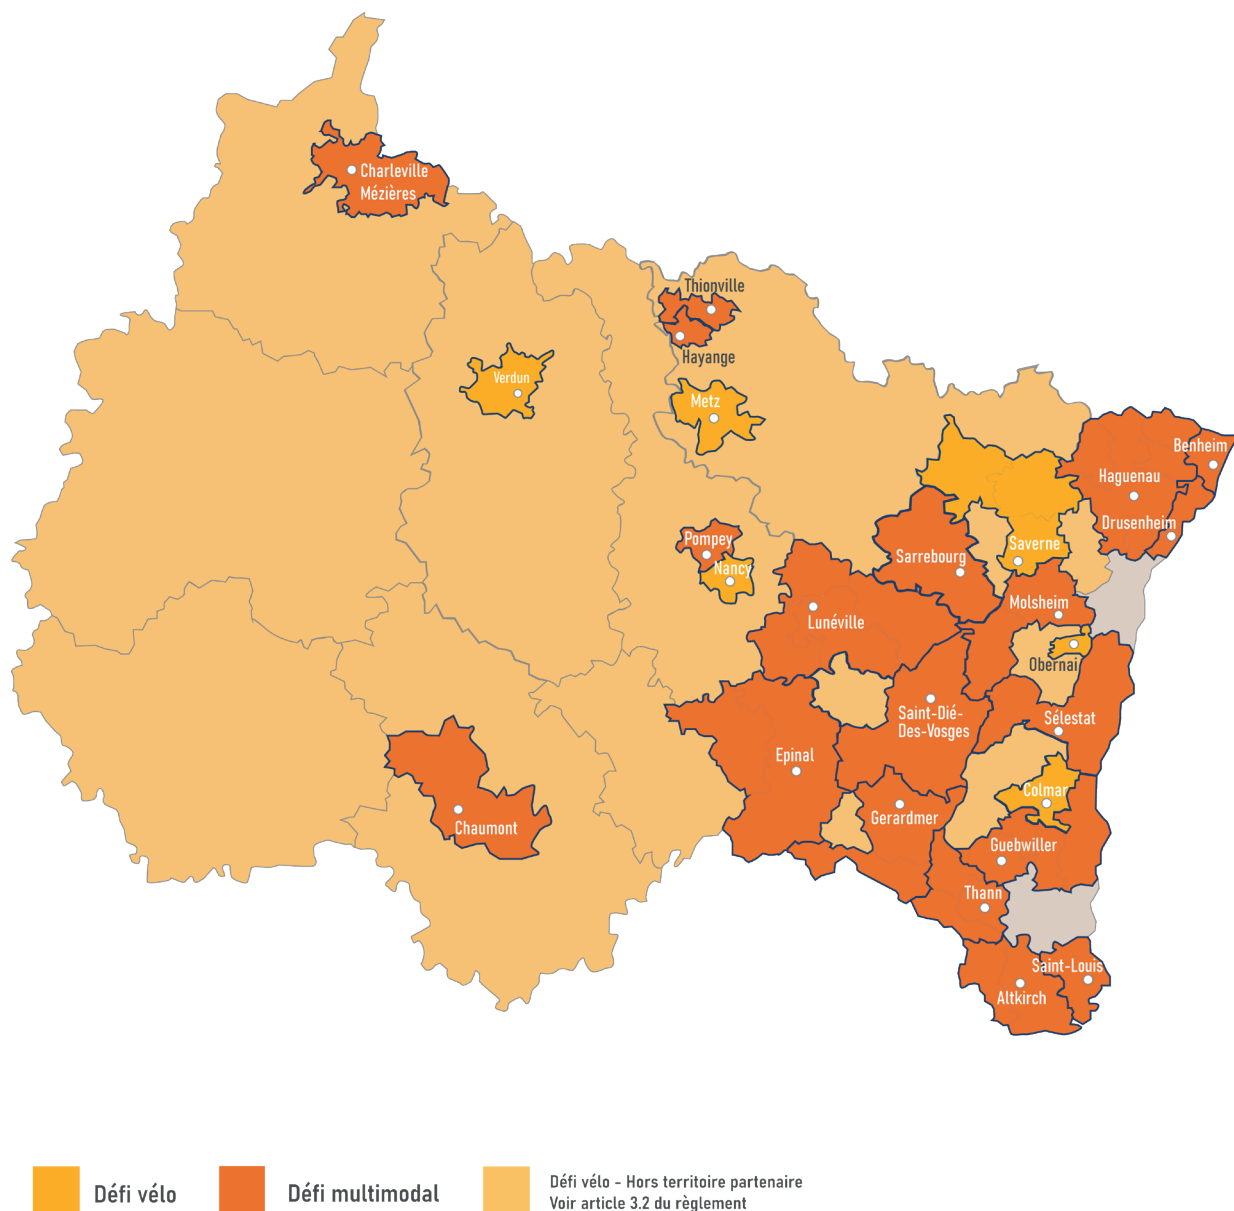 Charleville
Mézières
Thionville
Hayange
Verdun
Metz
Benheim
Haguenau
Drusenheim
Pompey
Nancy
Saverne
Sarrebourg
Molsheim
Lunéville
Obernai
Saint-Dié-
Des-Vosges
Sélestat
Epinal
Colmar
Gerardmer
Chaumont
Guebwiller
Thann
Saint-Louis
Altkirch
Défi vélo
Défi multimodal
Défi vélo - Hors territoire partenaire
Voir article 3.2 du règlement